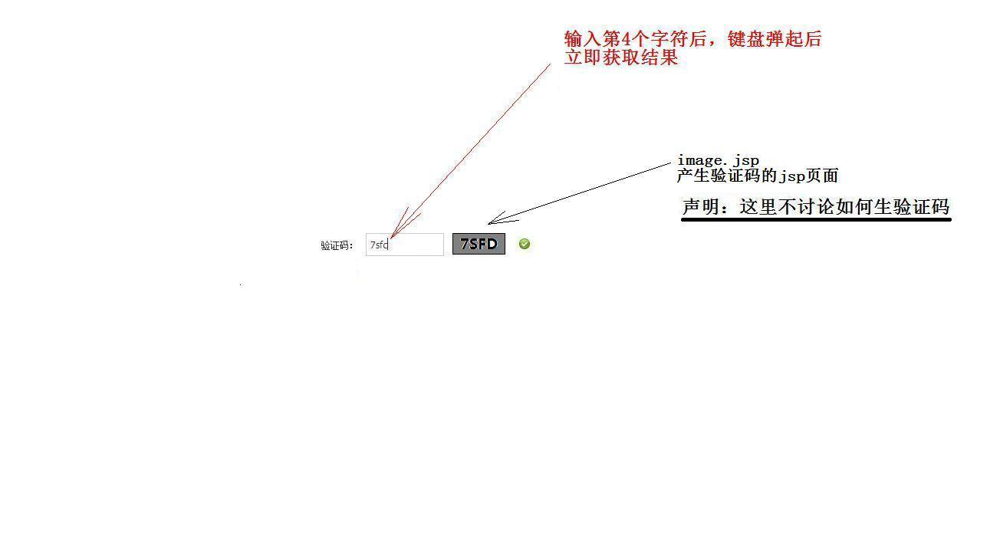 输入第4个字符后，键盘弹起后
立即获取结果
image.jsp
产生验证码的jsp页面
声明：这里不讨论如何生验证码
验证码： 7sfd 7SFD